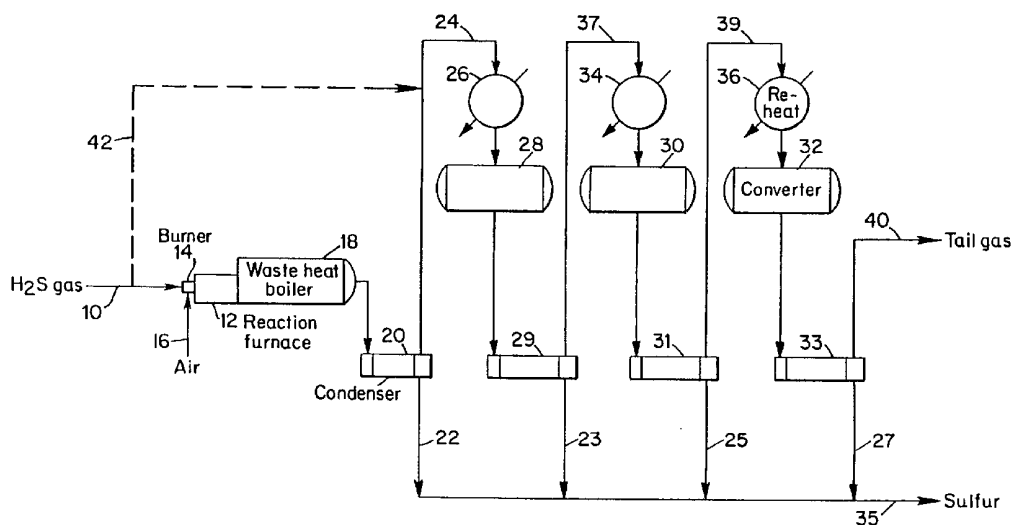 24
37
39
26
34
36
Re-
heat
42
28
30
32
Converter
40
Tail gas
Burner
14
18
Waste heat
boiler
H2S gas
10
12 Reaction
furnace
16
Air
20
29
31
33
Condenser
22
23
25
27
Sulfur
35